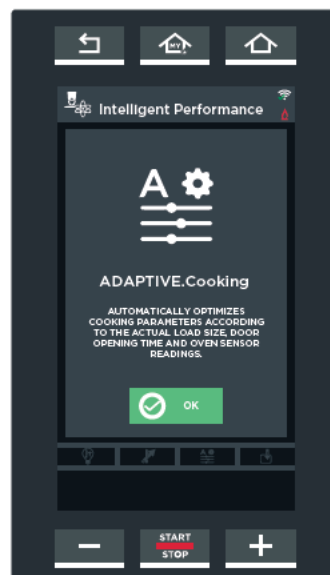 MY
Intelligent Performance
A
ADAPTIVE.Cooking
AUTOMATICALLY OPTIMIZES
COOKING PARAMETERS ACCORDING
TO THE ACTUAL LOAD SIZE, DOOR
OPENING TIME AND OVEN SENSOR
READINGS.
OK
START
STOP